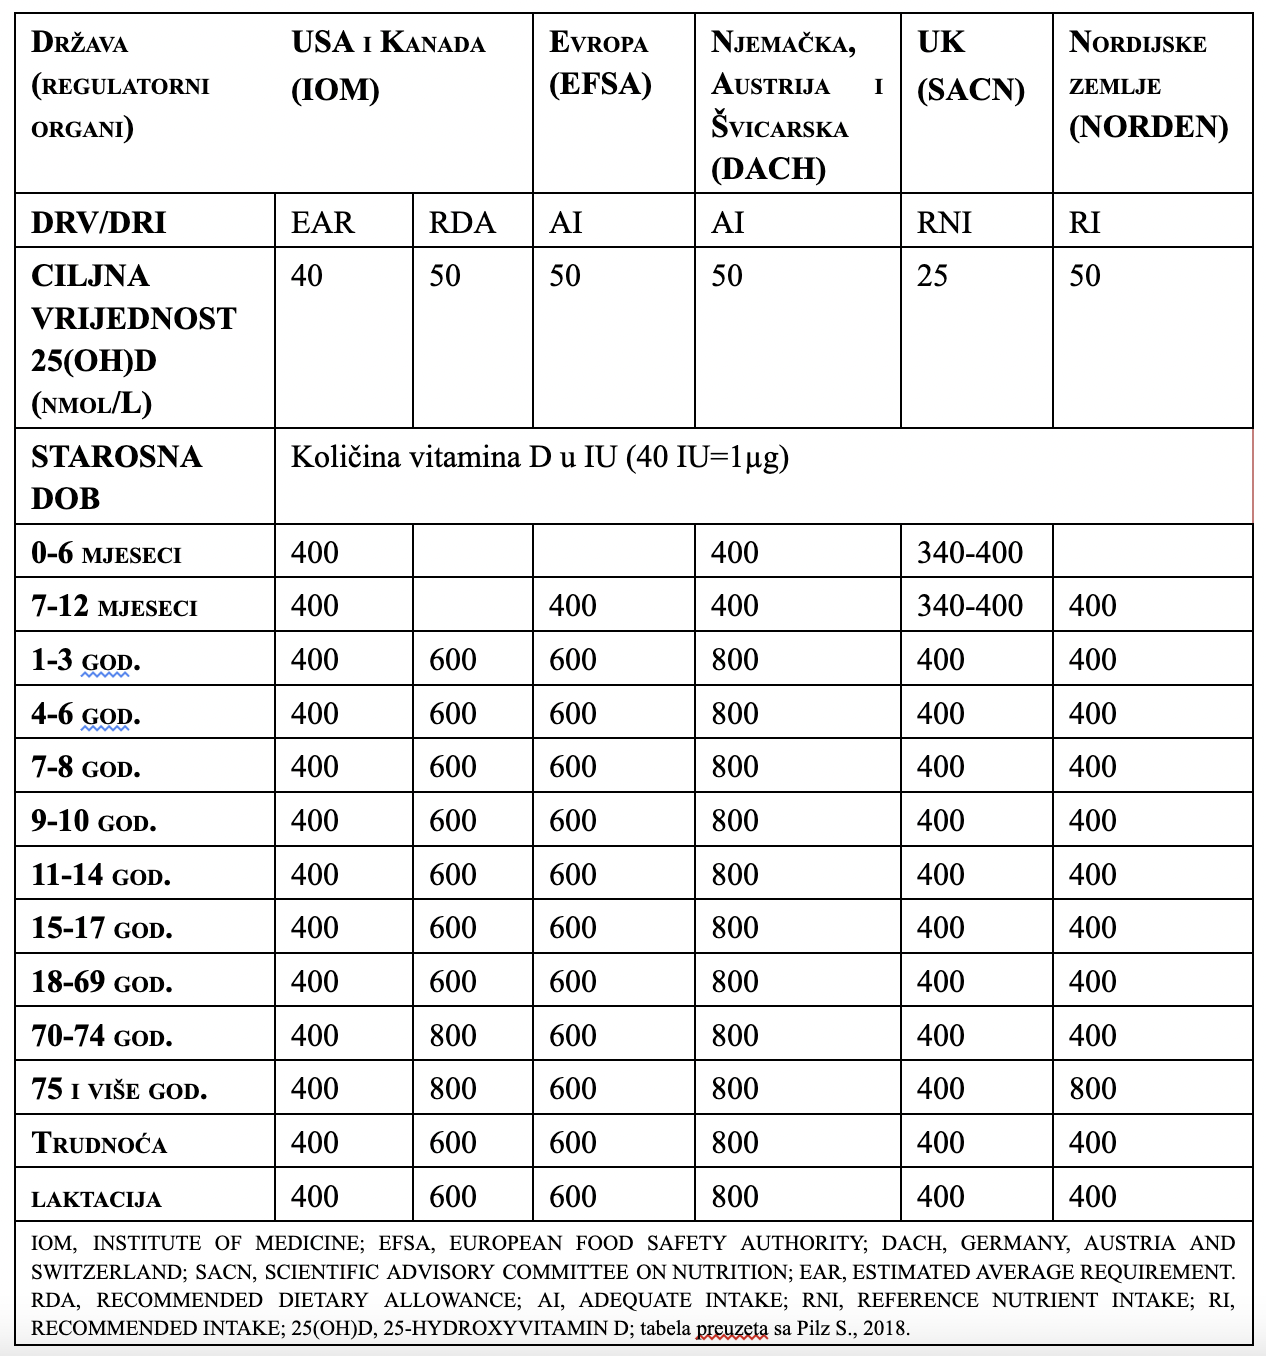 DRŽAVA (REGULATORNI ORGANI) USA I KANADA (IOM) EVROPA (EFSA) NJEMAČKA, AUSTRIJA I ŠVICARSKA (DACH) UK (SACN) NORDIJSKE ZEMLJE (NORDEN)
DRV/DRI EAR RDA AI AI RNI RI
CILJNA VRIJEDNOST 25(OH)D (NMOL/L) 40 50 50 50 25 50
STAROSNA DOB Količina vitamina D u IU (40 IU=1µg)
0-6 MJESECI 400 400 340-400
7-12 MJESECI 400 400 400 340-400 400
1-3 GOD. 400 600 600 800 400 400
4-6 GOD. 400 600 600 800 400 400
7-8 GOD. 400 600 600 800 400 400
9-10 GOD. 400 600 600 800 400 400
11-14 GOD. 400 600 600 800 400 400
15-17 GOD. 400 600 600 800 400 400
18-69 GOD. 400 600 600 800 400 400
70-74 GOD. 400 800 600 800 400 400
75 I VIŠE GOD. 400 800 600 800 400 800
TRUDNOĆA 400 600 600 800 400 400
LAKTACIJA 400 600 600 800 400 400
IOM, INSTITUTE OF MEDICINE; EFSA, EUROPEAN FOOD SAFETY AUTHORITY; DACH, GERMANY, AUSTRIA AND
SWITZERLAND; SACN, SCIENTIFIC ADVISORY COMMITTEE ON NUTRITION; EAR, ESTIMATED AVERAGE REQUIREMENT.
RDA, RECOMMENDED DIETARY ALLOWANCE; AI, ADEQUATE INTAKE; RNI, REFERENCE NUTRIENT INTAKE; RI,
RECOMMENDED INTAKE; 25(OH)D, 25-HYDROXYVITAMIN D; tabela preuzeta sa Pilz S., 2018.